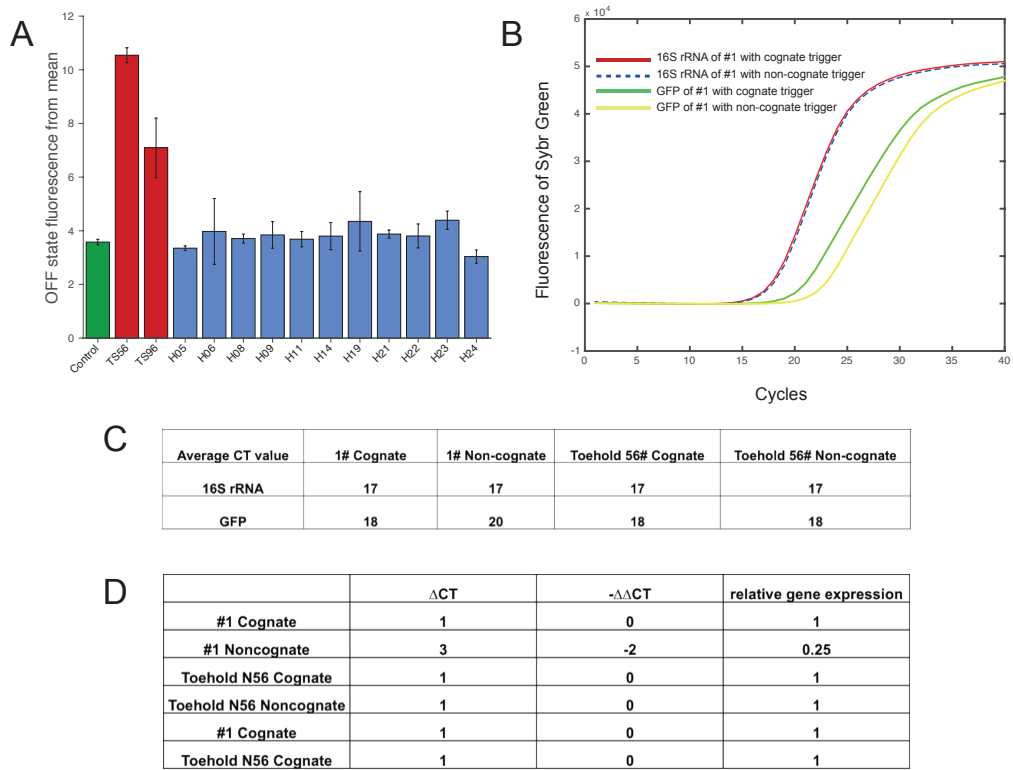 A
OFF state fluorescence from mean
12
10
8
6
4
2
0
Control
TS56
TS96
H05
H06
H08
H09
H11
H14
H19
H21
H22
H23
H24
B
× 10⁴
Fluorescence of Sybr Green
6
5
4
3
2
1
0
-1
16S rRNA of #1 with cognate trigger
16S rRNA of #1 with non-cognate trigger
GFP of #1 with cognate trigger
GFP of #1 with non-cognate trigger
0 5 10 15 20 25 30 35 40
Cycles
C
Average CT value 1# Cognate 1# Non-cognate Toehold 56# Cognate Toehold 56# Non-cognate
16S rRNA 17 17 17 17
GFP 18 20 18 18
D
ΔCT -ΔΔCT relative gene expression
#1 Cognate 1 0 1
#1 Noncognate 3 -2 0.25
Toehold N56 Cognate 1 0 1
Toehold N56 Noncognate 1 0 1
#1 Cognate 1 0 1
Toehold N56 Cognate 1 0 1